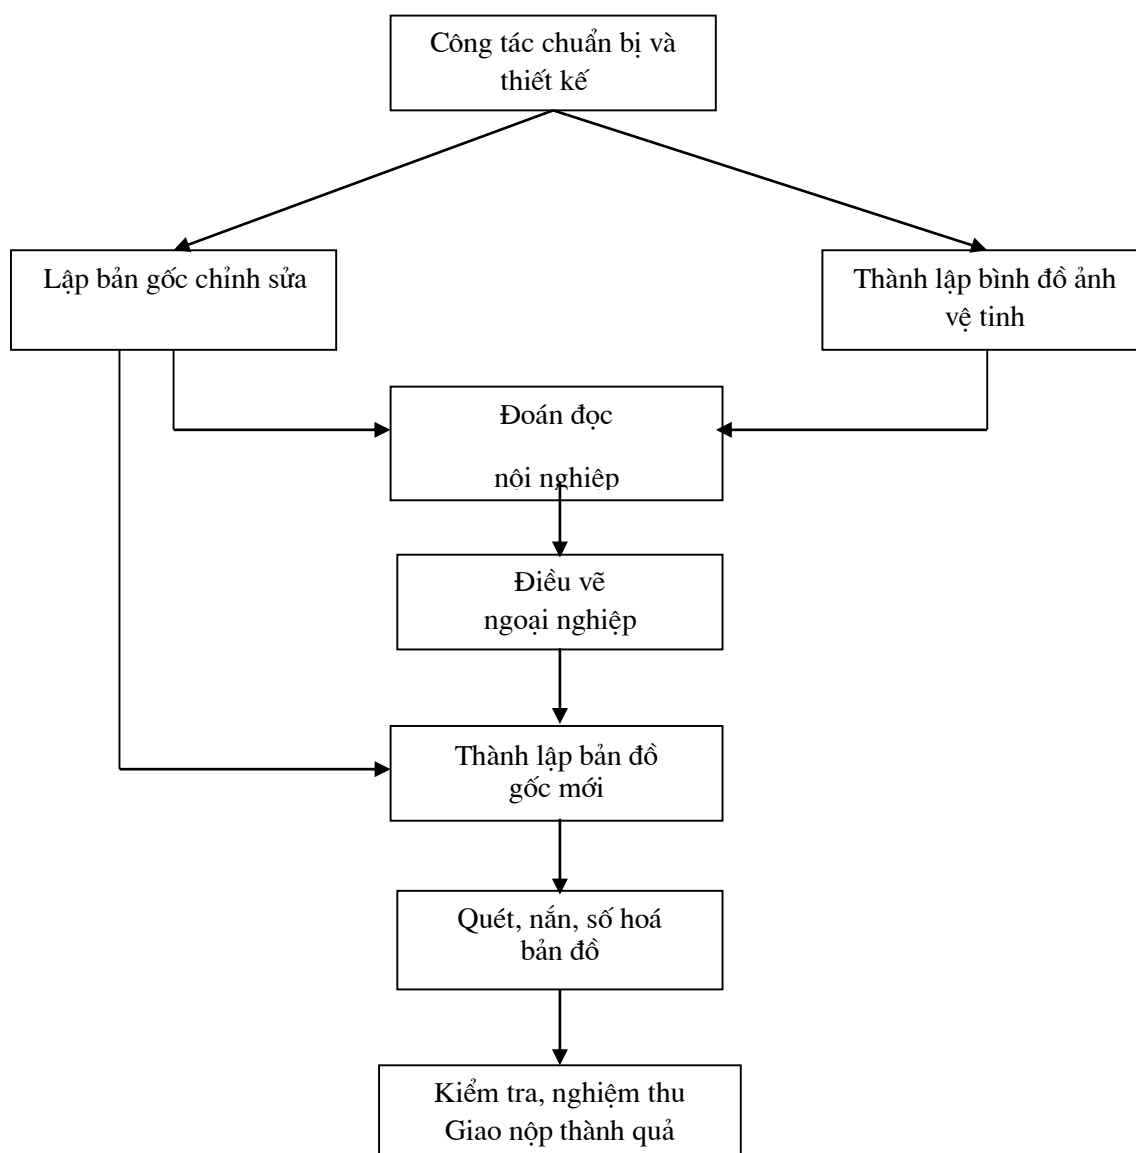 Công tác chuẩn bị và
thiết kế
Lập bản gốc chỉnh sửa
Thành lập bình đồ ảnh
vệ tinh
Đoán đọc
nội nghiệp
Điều vẽ
ngoại nghiệp
Thành lập bản đồ
gốc mới
Quét, nắn, số hoá
bản đồ
Kiểm tra, nghiệm thu
Giao nộp thành quả